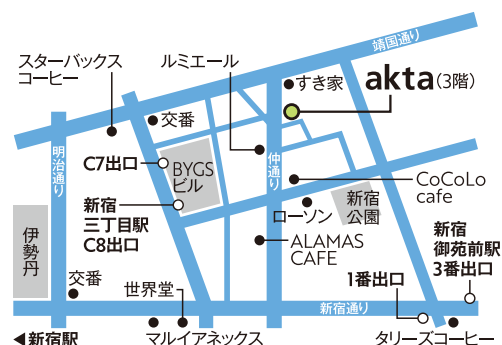 靖国通り
スターバックス
コーヒー
ルミエール
すき家
akta(3階)
交番
明治通り
C7出口
BYGS
ビル
仲通り
CoCoLo
cafe
新宿
三丁目駅
C8出口
ローソン
新宿
公園
伊勢丹
ALAMAS
CAFE
新宿
御苑前駅
3番出口
1番出口
交番
世界堂
新宿通り
◀新宿駅
マルイアネックス
タリーズコーヒー